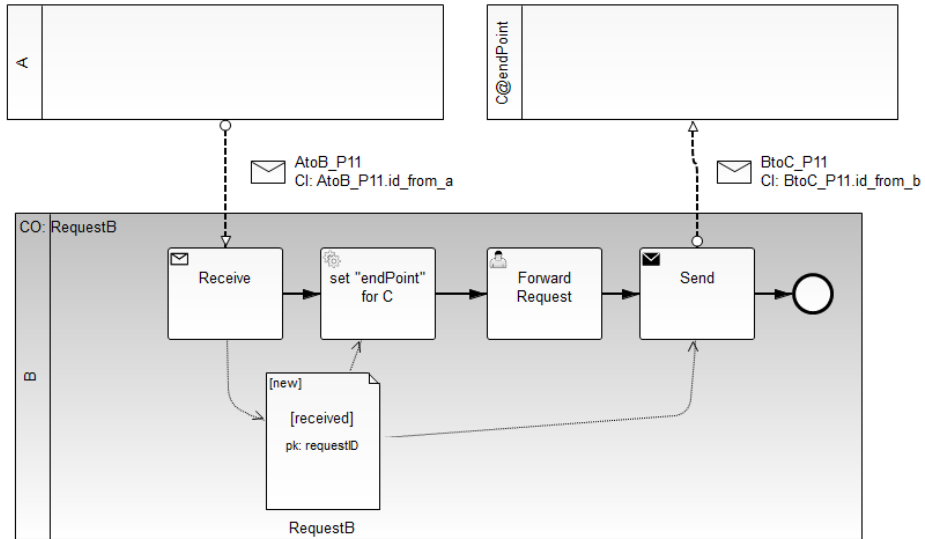 A
C@endPoint
AtoB_P11
CI: AtoB_P11.id_from_a
BtoC_P11
CI: BtoC_P11.id_from_b
CO: RequestB
B
Receive
set "endPoint"
for C
Forward
Request
Send
[new]
[received]
pk: requestID
RequestB